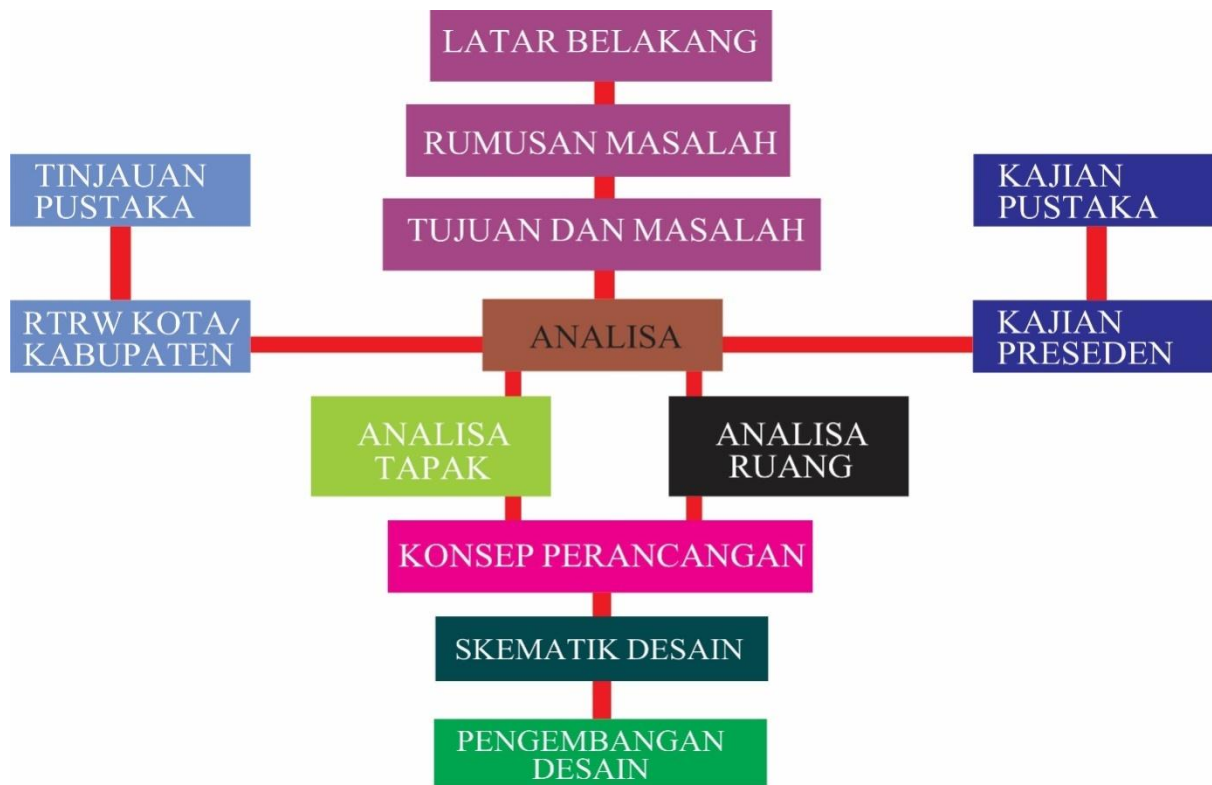 LATAR BELAKANG
RUMUSAN MASALAH
TINJAUAN
PUSTAKA
KAJIAN
PUSTAKA
TUJUAN DAN MASALAH
RTRW KOTA/
KABUPATEN
ANALISA
KAJIAN
PRESEDEN
ANALISA
TAPAK
ANALISA
RUANG
KONSEP PERANCANGAN
SKEMATIK DESAIN
PENGEMBANGAN
DESAIN